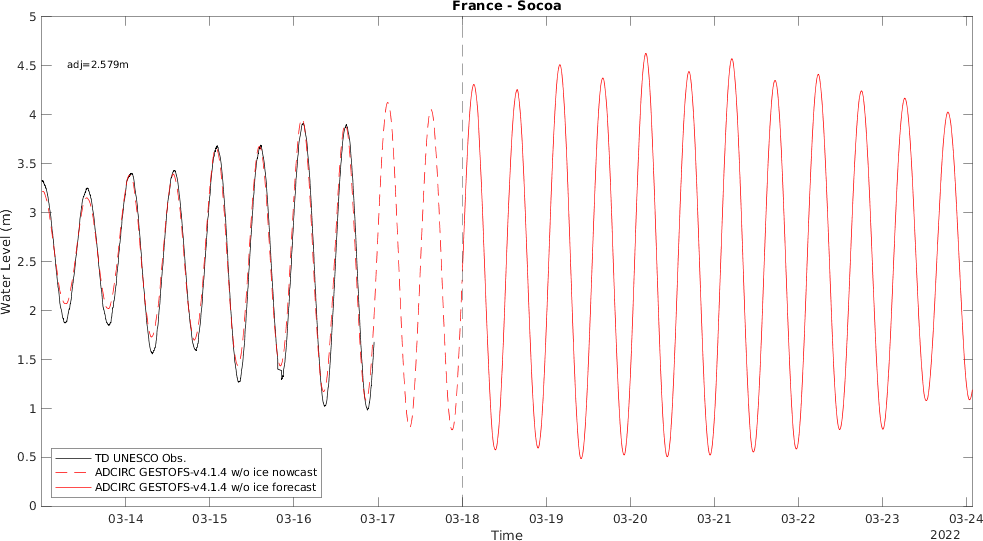 France - Socoa
adj=2.579m
5
4.5
4
3.5
3
2.5
2
1.5
1
0.5
0
Water Level (m)
TD UNESCO Obs.
ADCIRC GESTOFS-v4.1.4 w/o ice nowcast
ADCIRC GESTOFS-v4.1.4 w/o ice forecast
03-14 03-15 03-16 03-17 03-18 03-19 03-20 03-21 03-22 03-23 03-24
Time
2022